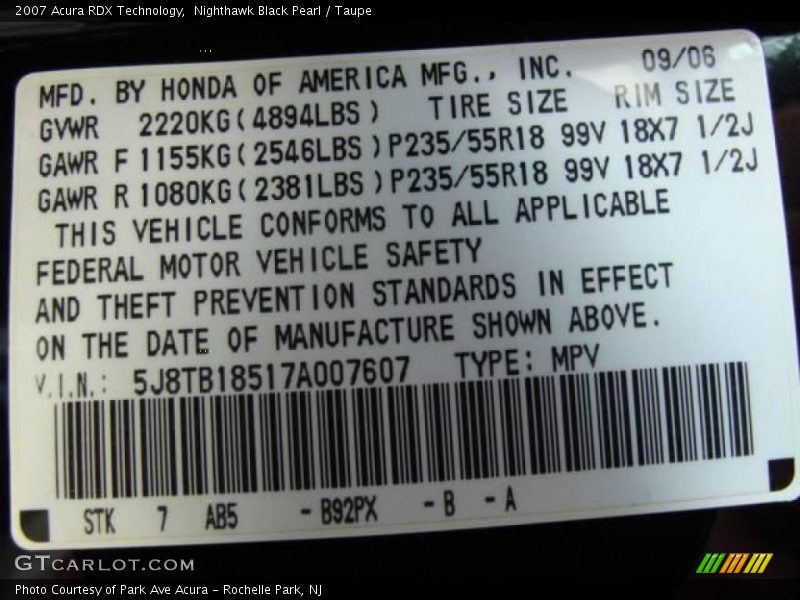 2007 Acura RDX Technology,  Nighthawk Black Pearl / Taupe
MFD. BY HONDA OF AMERICA MFG., INC. 09/06
GVWR 2220KG(4894LBS) TIRE SIZE RIM SIZE
GAWR F 1155KG(2546LBS)P235/55R18 99V 18X7 1/2J
GAWR R 1080KG(2381LBS)P235/55R18 99V 18X7 1/2J
THIS VEHICLE CONFORMS TO ALL APPLICABLE
FEDERAL MOTOR VEHICLE SAFETY
AND THEFT PREVENTION STANDARDS IN EFFECT
ON THE DATE OF MANUFACTURE SHOWN ABOVE.
V.I.N.: 5J8TB18517A007607 TYPE: MPV
STK 7 AB5 -B92PX -B -A
GTcarlot.com
Photo Courtesy of Park Ave Acura - Rochelle Park, NJ